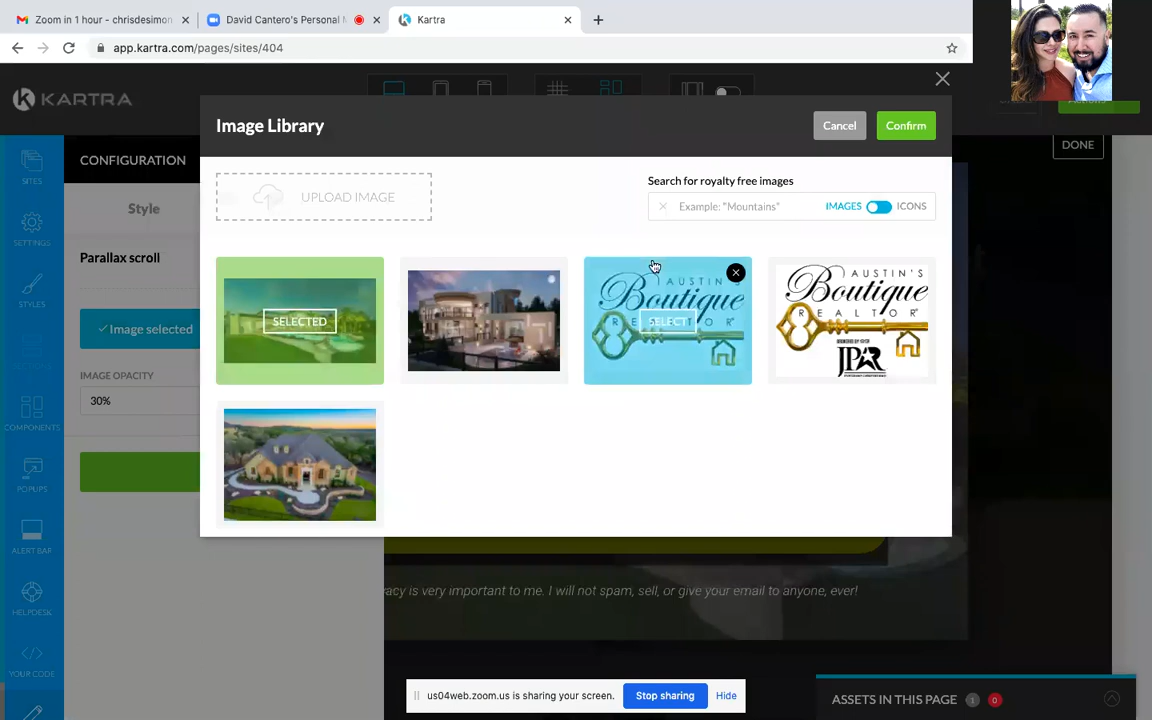 Zoom in 1 hour - chrisdesimon
David Cantero's Personal M
Kartra
app.kartra.com/pages/sites/404
KARTRA
Image Library
Cancel
Confirm
CONFIGURATION
DONE
SITES
UPLOAD IMAGE
Search for royalty free images
Example: "Mountains"
IMAGES
ICONS
Style
SETTINGS
Parallax scroll
STYLES
SELECTED
AUSTIN'S
Boutique
REALTOR
SELECT
AUSTIN'S
Boutique
REALTOR
JPAR
Image selected
IMAGE OPACITY
30%
COMPONENTS
POPUPS
ALERT BAR
HELPDESK
YOUR CODE
acy is very important to me. I will not spam, sell, or give your email to anyone, ever!
us04web.zoom.us is sharing your screen.
Stop sharing
Hide
ASSETS IN THIS PAGE
1
0